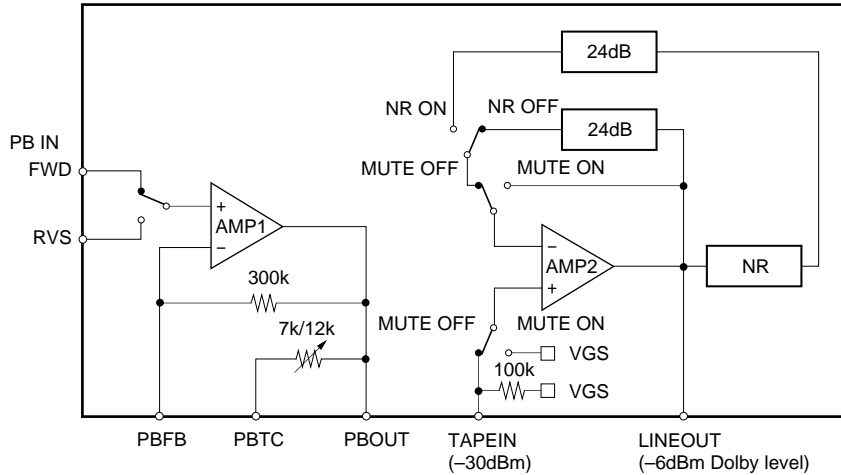 24dB
NR ON
NR OFF
24dB
PB IN
FWD
MUTE OFF
MUTE ON
+
AMP1
−
RVS
−
AMP2
+
NR
300k
7k/12k
MUTE OFF
MUTE ON
VGS
100k
VGS
PBFB
PBTC
PBOUT
TAPEIN
(–30dBm)
LINEOUT
(–6dBm Dolby level)